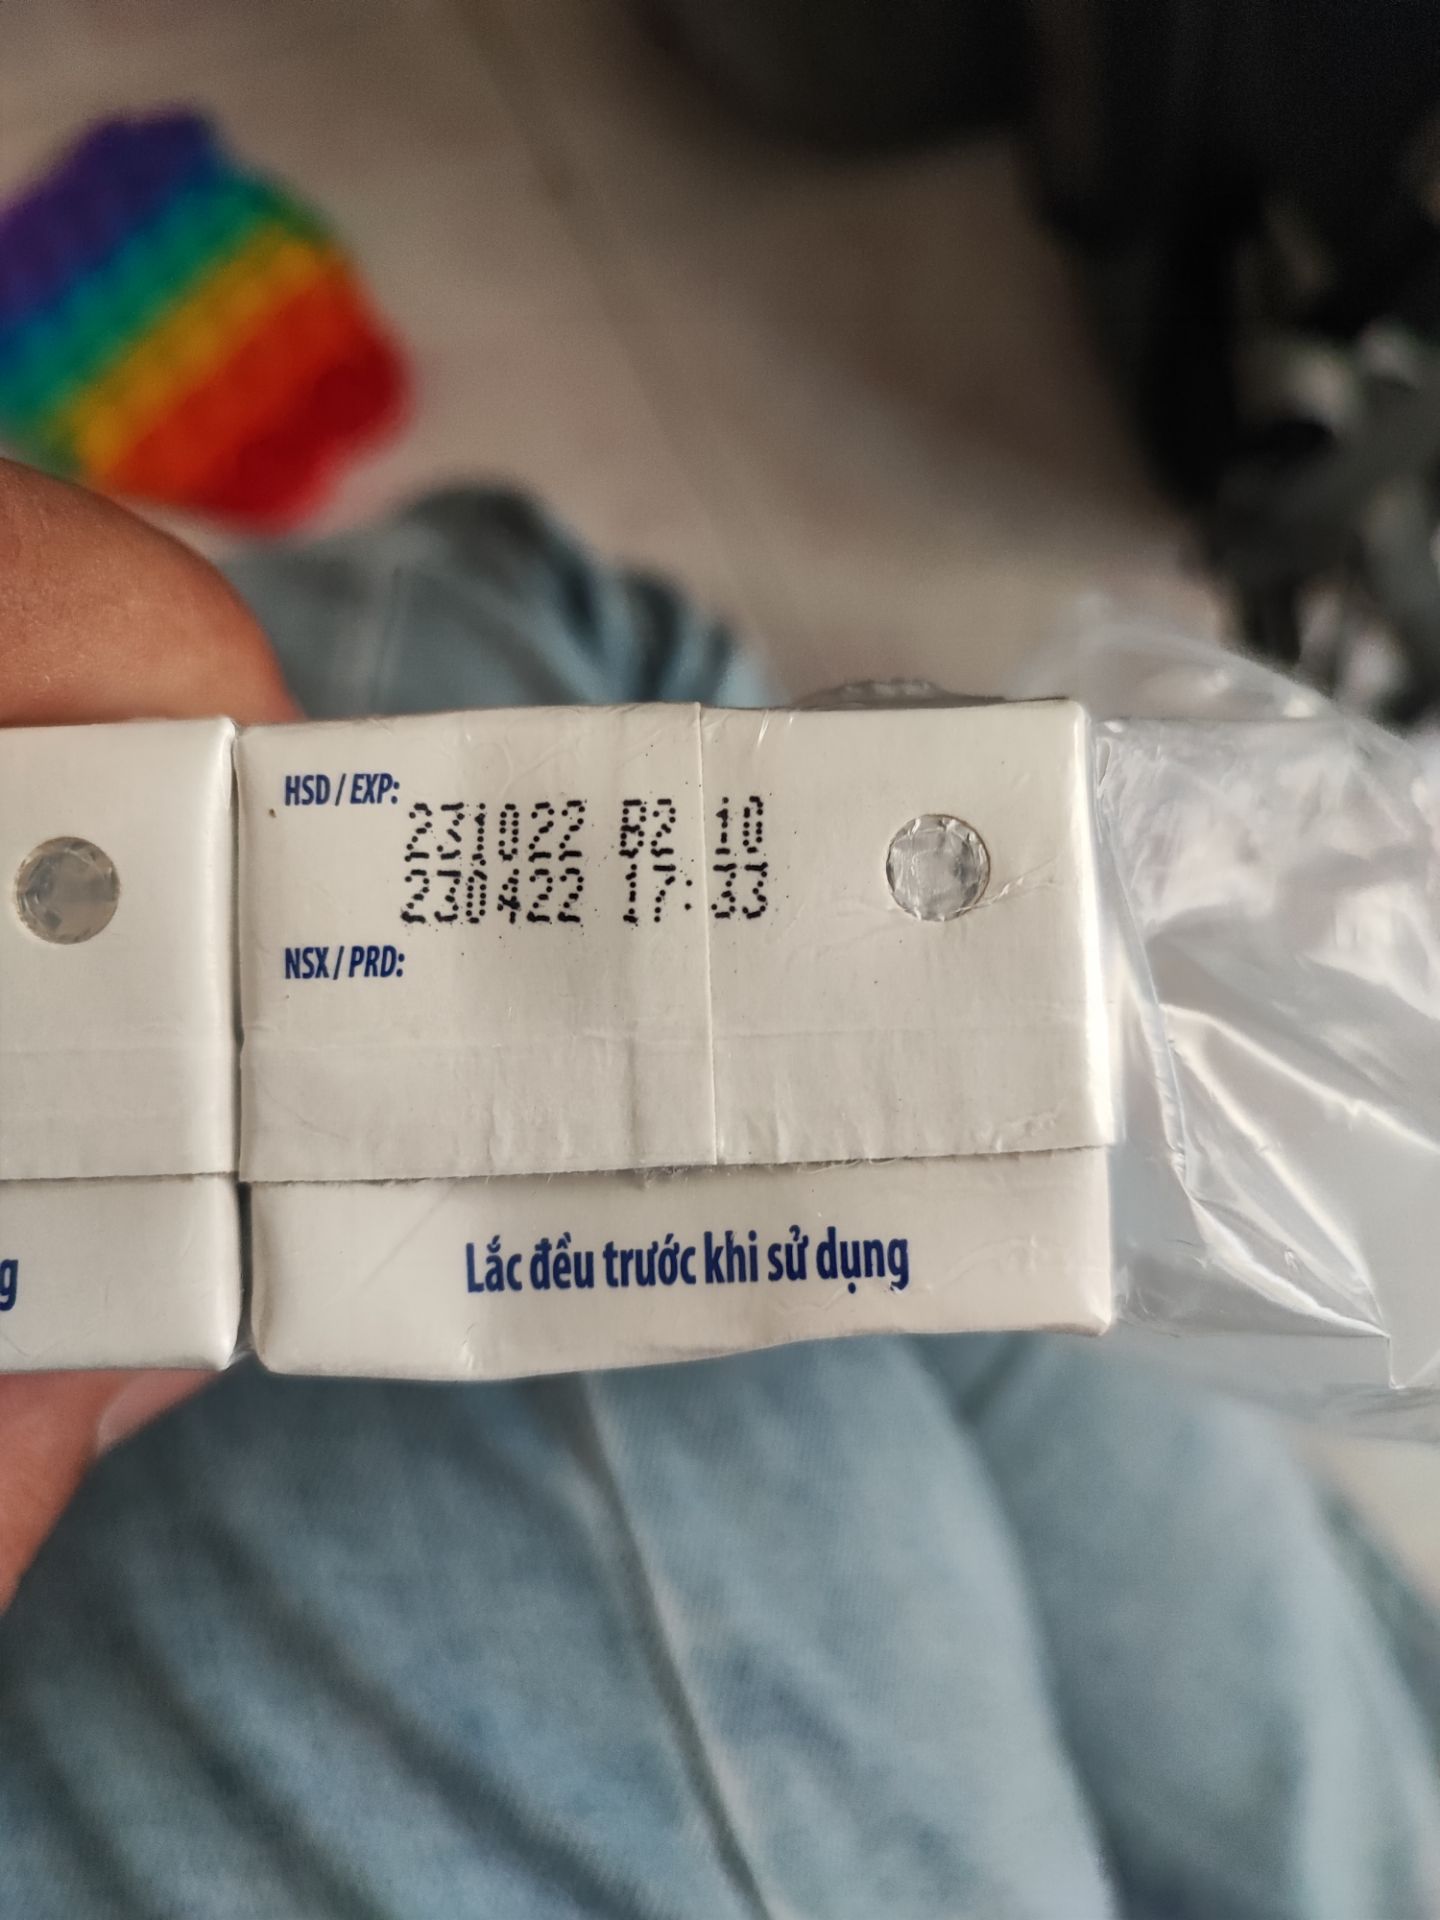 HSD / EXP:
231022 B2 10
230422 17:33
NSX / PRD:
Lắc đều trước khi sử dụng
g